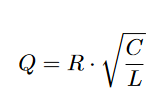 Q = R · √(C/L)